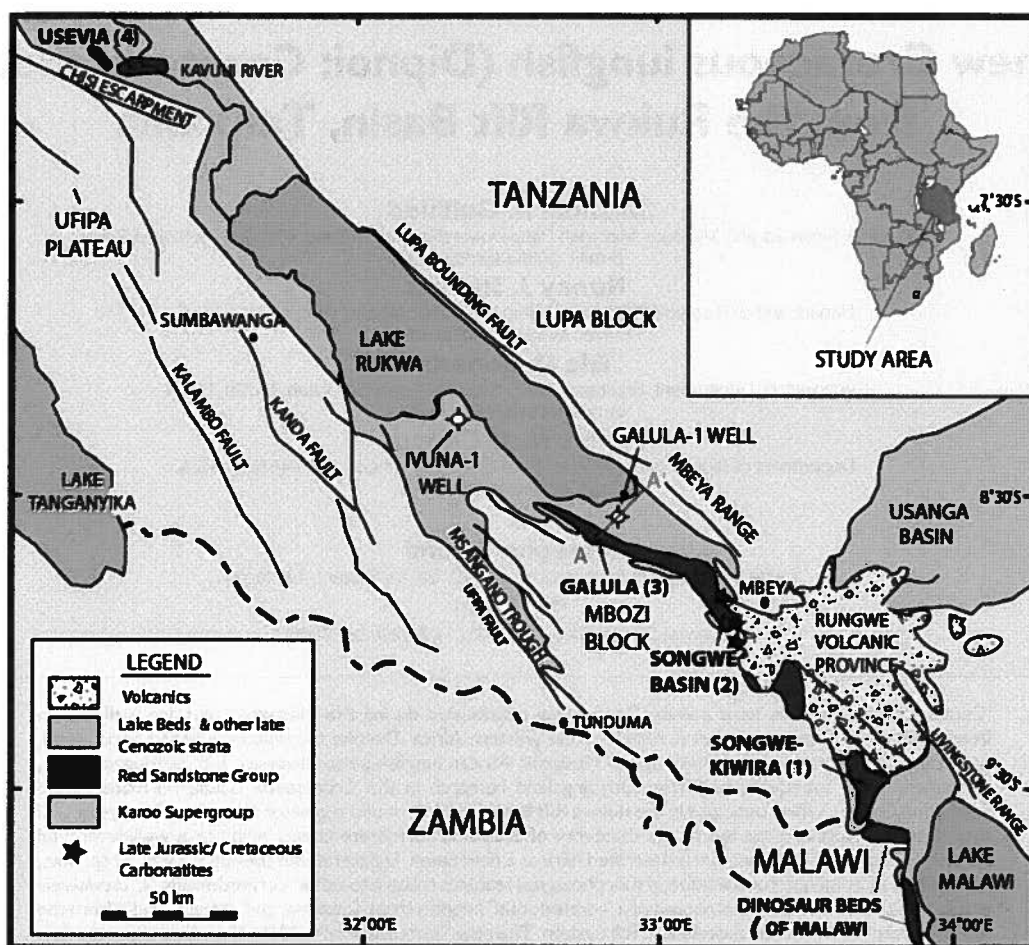 USEVIA (4)
KAVUU RIVER
CHISI ESCARPMENT
TANZANIA
7°30'S
UFIPA
PLATEAU
LUPA BOUNDING FAULT
LUPA BLOCK
SUMBAWANGA
LAKE
RUKWA
STUDY AREA
KALAMBO FAULT
KANDA FAULT
GALULA-1 WELL
IVUNA-1
WELL
A'
MBEYA RANGE
LAKE
TANGANYIKA
8°30'S
USANGA
BASIN
A
MSANGANO TROUGH
UFIPA FAULT
GALULA (3)
MBOZI
BLOCK
MBEYA
RUNGWE
VOLCANIC
PROVINCE
SONGWE
BASIN (2)
TUNDUMA
SONGWE-
KIWIRA (1)
LIVINGSTONE RANGE
9°30'S
ZAMBIA
MALAWI
LAKE
MALAWI
DINOSAUR BEDS
OF MALAWI
LEGEND
Volcanics
Lake Beds & other late
Cenozoic strata
Red Sandstone Group
Karoo Supergroup
Late Jurassic/ Cretaceous
Carbonatites
50 km
32°00'E
33°00'E
34°00'E